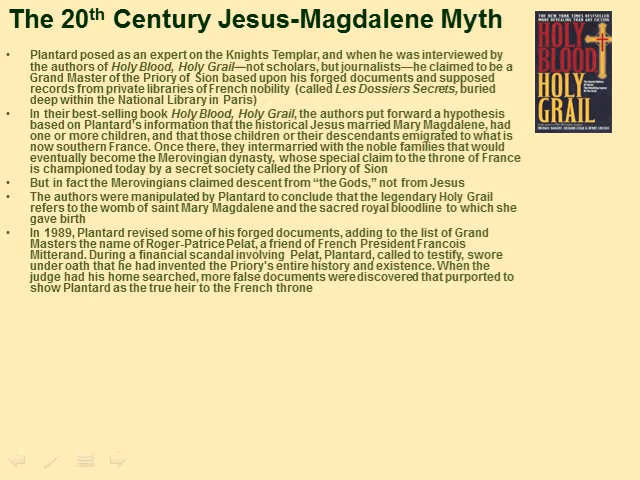 The 20th Century Jesus-Magdalene Myth
• Plantard posed as an expert on the Knights Templar, and when he was interviewed by
the authors of Holy Blood, Holy Grail—not scholars, but journalists—he claimed to be a
Grand Master of the Priory of Sion based upon his forged documents and supposed
records from private libraries of French nobility (called Les Dossiers Secrets, buried
deep within the National Library in Paris)
• In their best-selling book Holy Blood, Holy Grail, the authors put forward a hypothesis
based on Plantard's information that the historical Jesus married Mary Magdalene, had
one or more children, and that those children or their descendants emigrated to what is
now southern France. Once there, they intermarried with the noble families that would
eventually become the Merovingian dynasty, whose special claim to the throne of France
is championed today by a secret society called the Priory of Sion
• But in fact the Merovingians claimed descent from “the Gods,” not from Jesus
• The authors were manipulated by Plantard to conclude that the legendary Holy Grail
refers to the womb of saint Mary Magdalene and the sacred royal bloodline to which she
gave birth
• In 1989, Plantard revised some of his forged documents, adding to the list of Grand
Masters the name of Roger-Patrice Pelat, a friend of French President Francois
Mitterand. During a financial scandal involving Pelat, Plantard, called to testify, swore
under oath that he had invented the Priory's entire history and existence. When the
judge had his home searched, more false documents were discovered that purported to
show Plantard as the true heir to the French throne
THE NEW YORK TIMES BESTSELLER
HOLY
BLOOD
HOLY
GRAIL